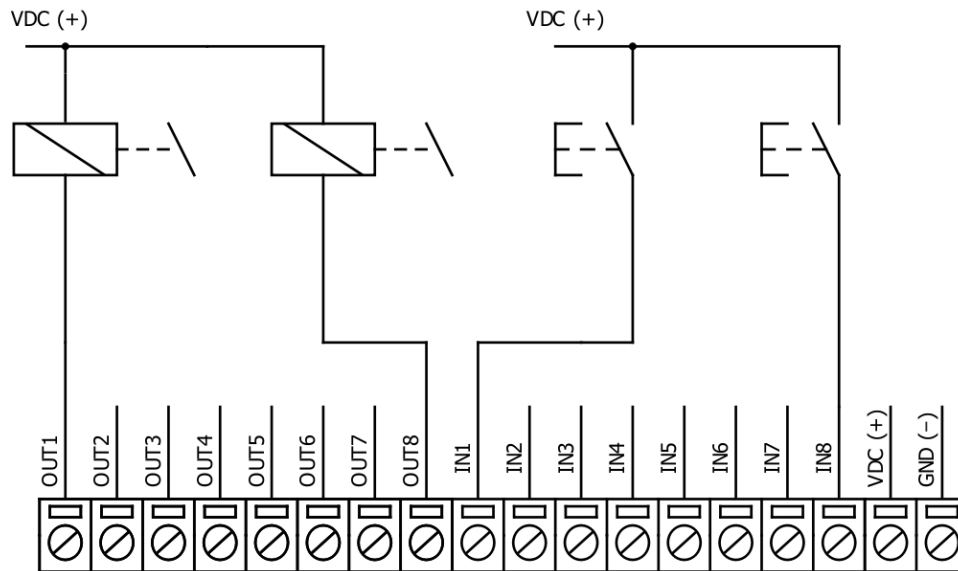 VDC (+)
VDC (+)
OUT1
OUT2
OUT3
OUT4
OUT5
OUT6
OUT7
OUT8
IN1
IN2
IN3
IN4
IN5
IN6
IN7
IN8
VDC (+)
GND (−)